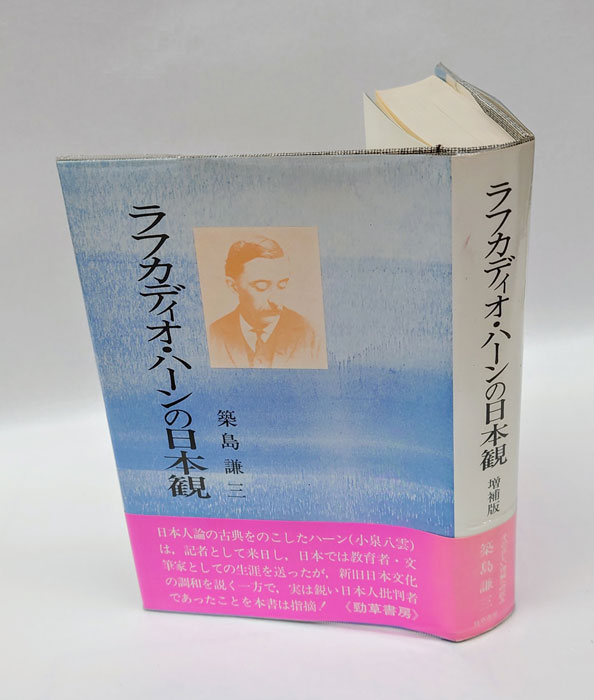 ラフカディオ・ハーンの日本観
築島謙三
日本人論の古典をのこしたハーン(小泉八雲)
は，記者として来日し，日本では教育者・文
筆家としての生涯を送ったが，新旧日本文化
の調和を説く一方で，実は鋭い日本人批判者
であったことを本書は指摘！《勁草書房》
ラフカディオ・ハーンの日本観
増補版
築島謙三